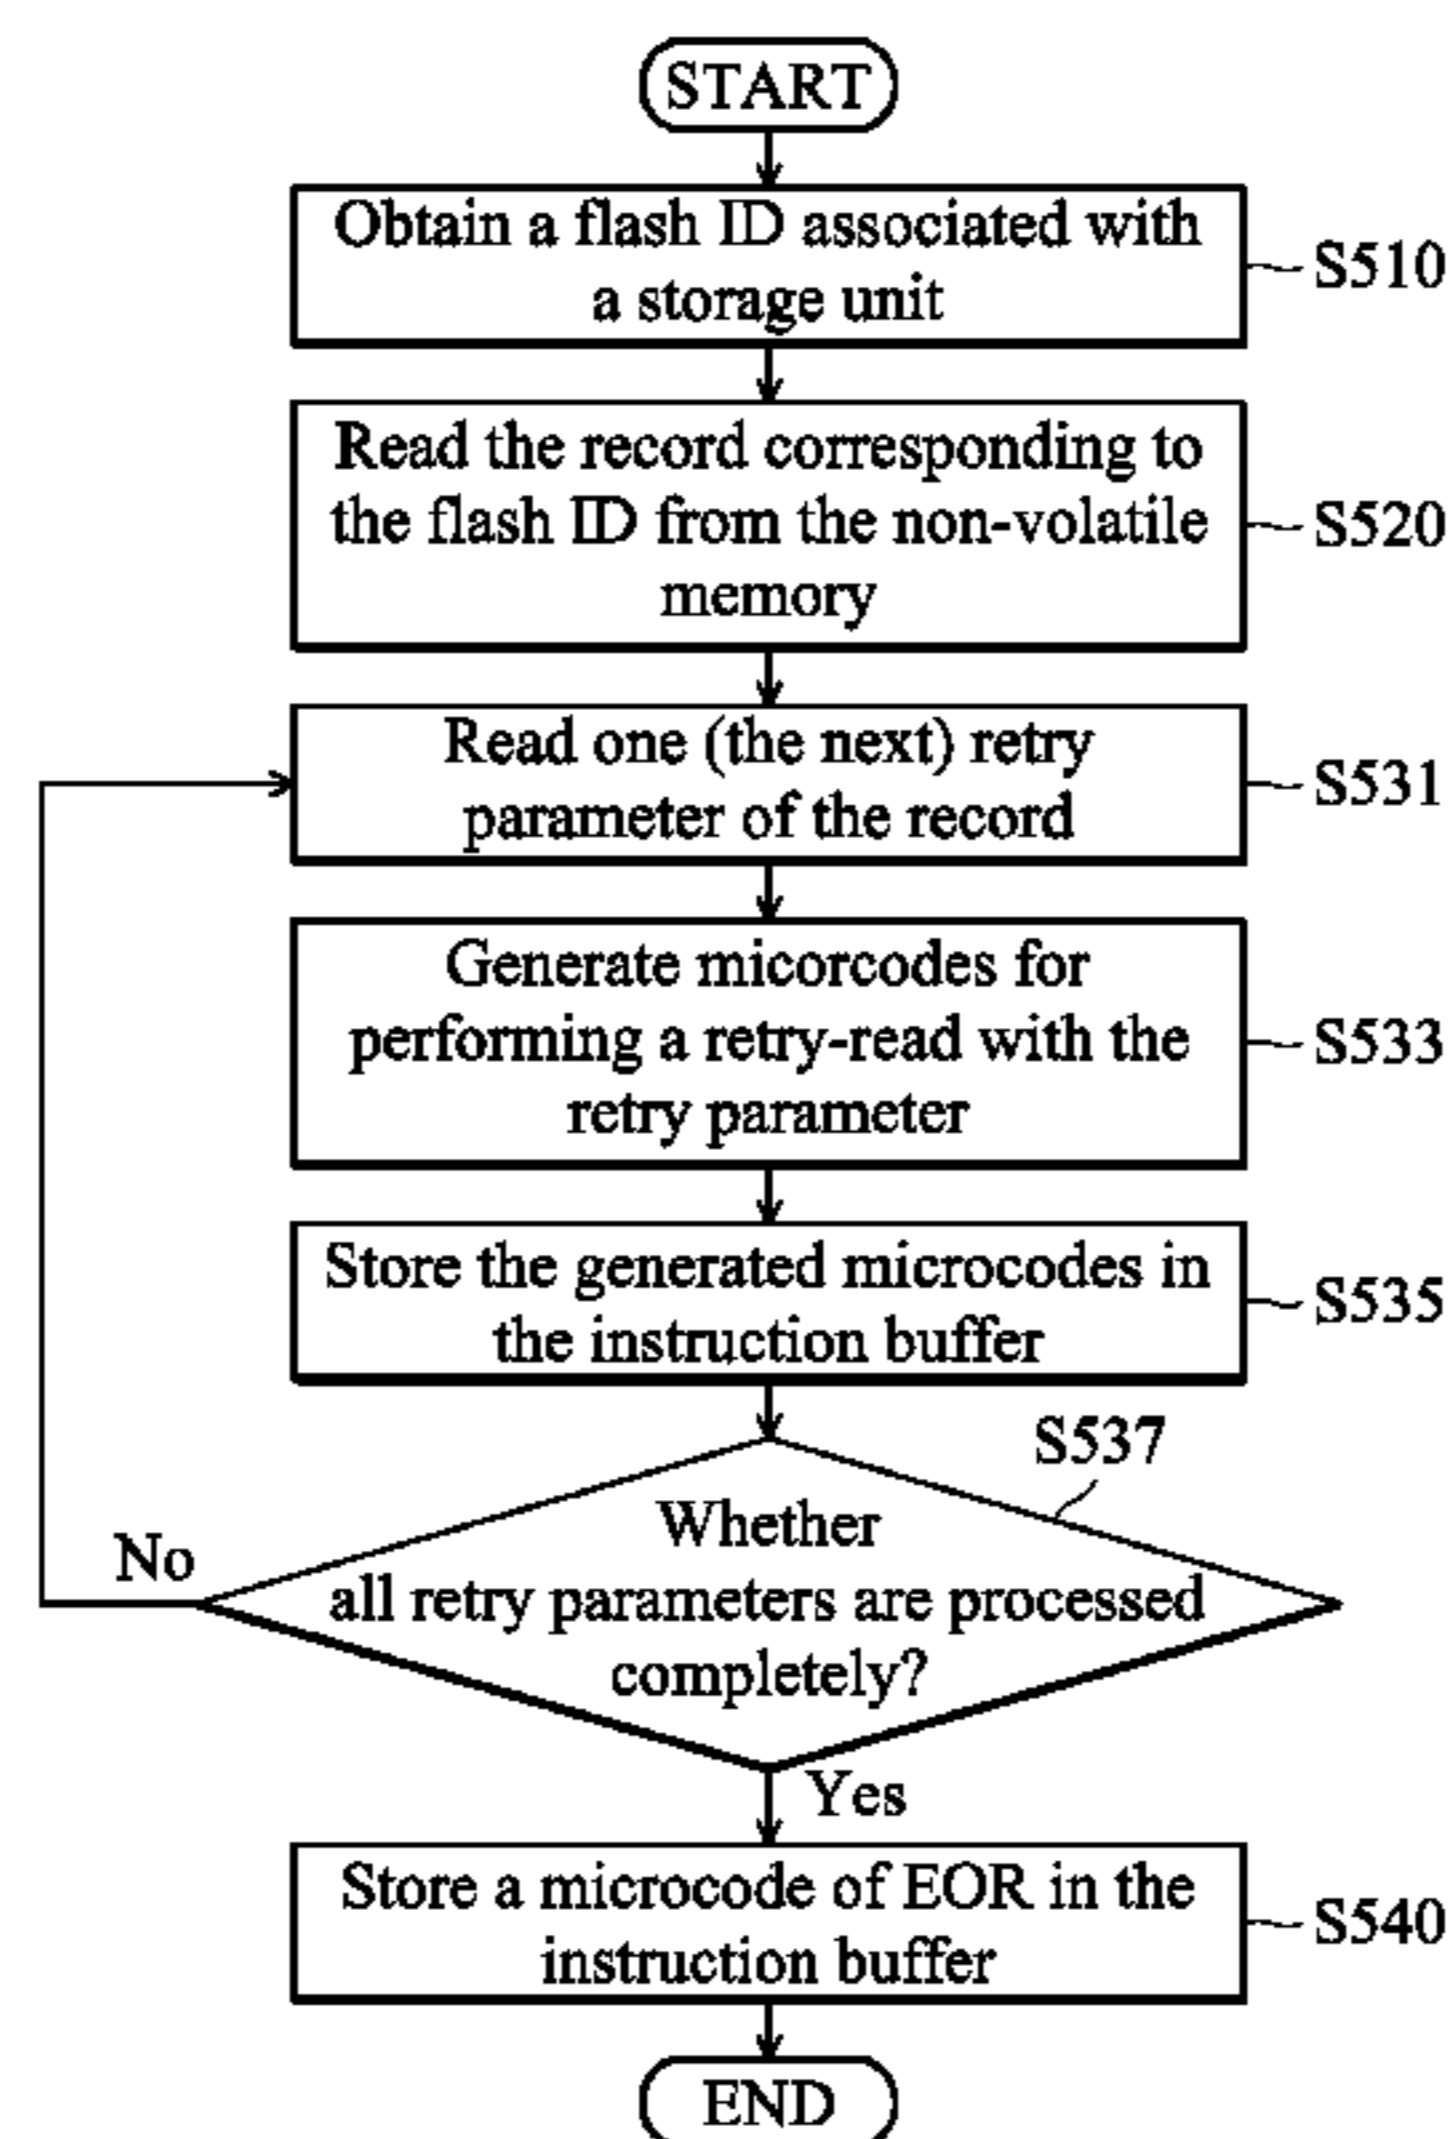 START
Obtain a flash ID associated with
a storage unit
S510
Read the record corresponding to
the flash ID from the non-volatile
memory
S520
Read one (the next) retry
parameter of the record
S531
Generate micorcodes for
performing a retry-read with the
retry parameter
S533
Store the generated microcodes in
the instruction buffer
S535
S537
Whether
all retry parameters are processed
completely?
No
Yes
Store a microcode of EOR in the
instruction buffer
S540
END